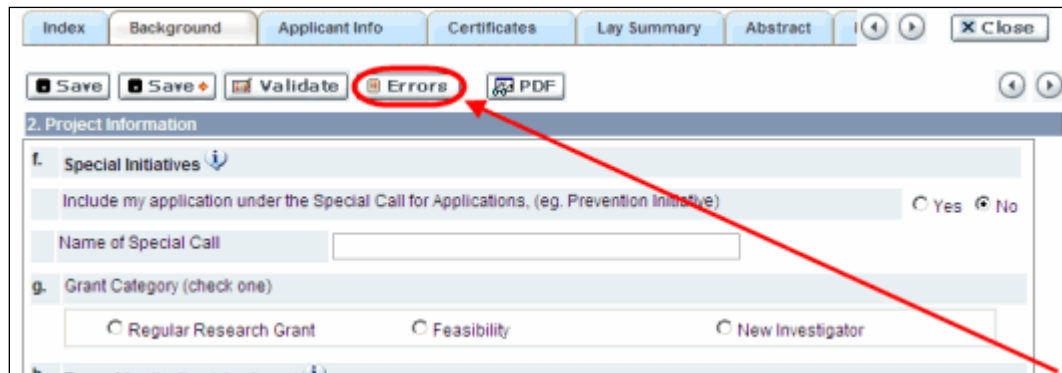 Index Background Applicant Info Certificates Lay Summary Abstract Close
Save Save Validate Errors PDF
2. Project Information
f. Special Initiatives
Include my application under the Special Call for Applications, (eg. Prevention Initiative) Yes No
Name of Special Call
g. Grant Category (check one)
Regular Research Grant Feasibility New Investigator